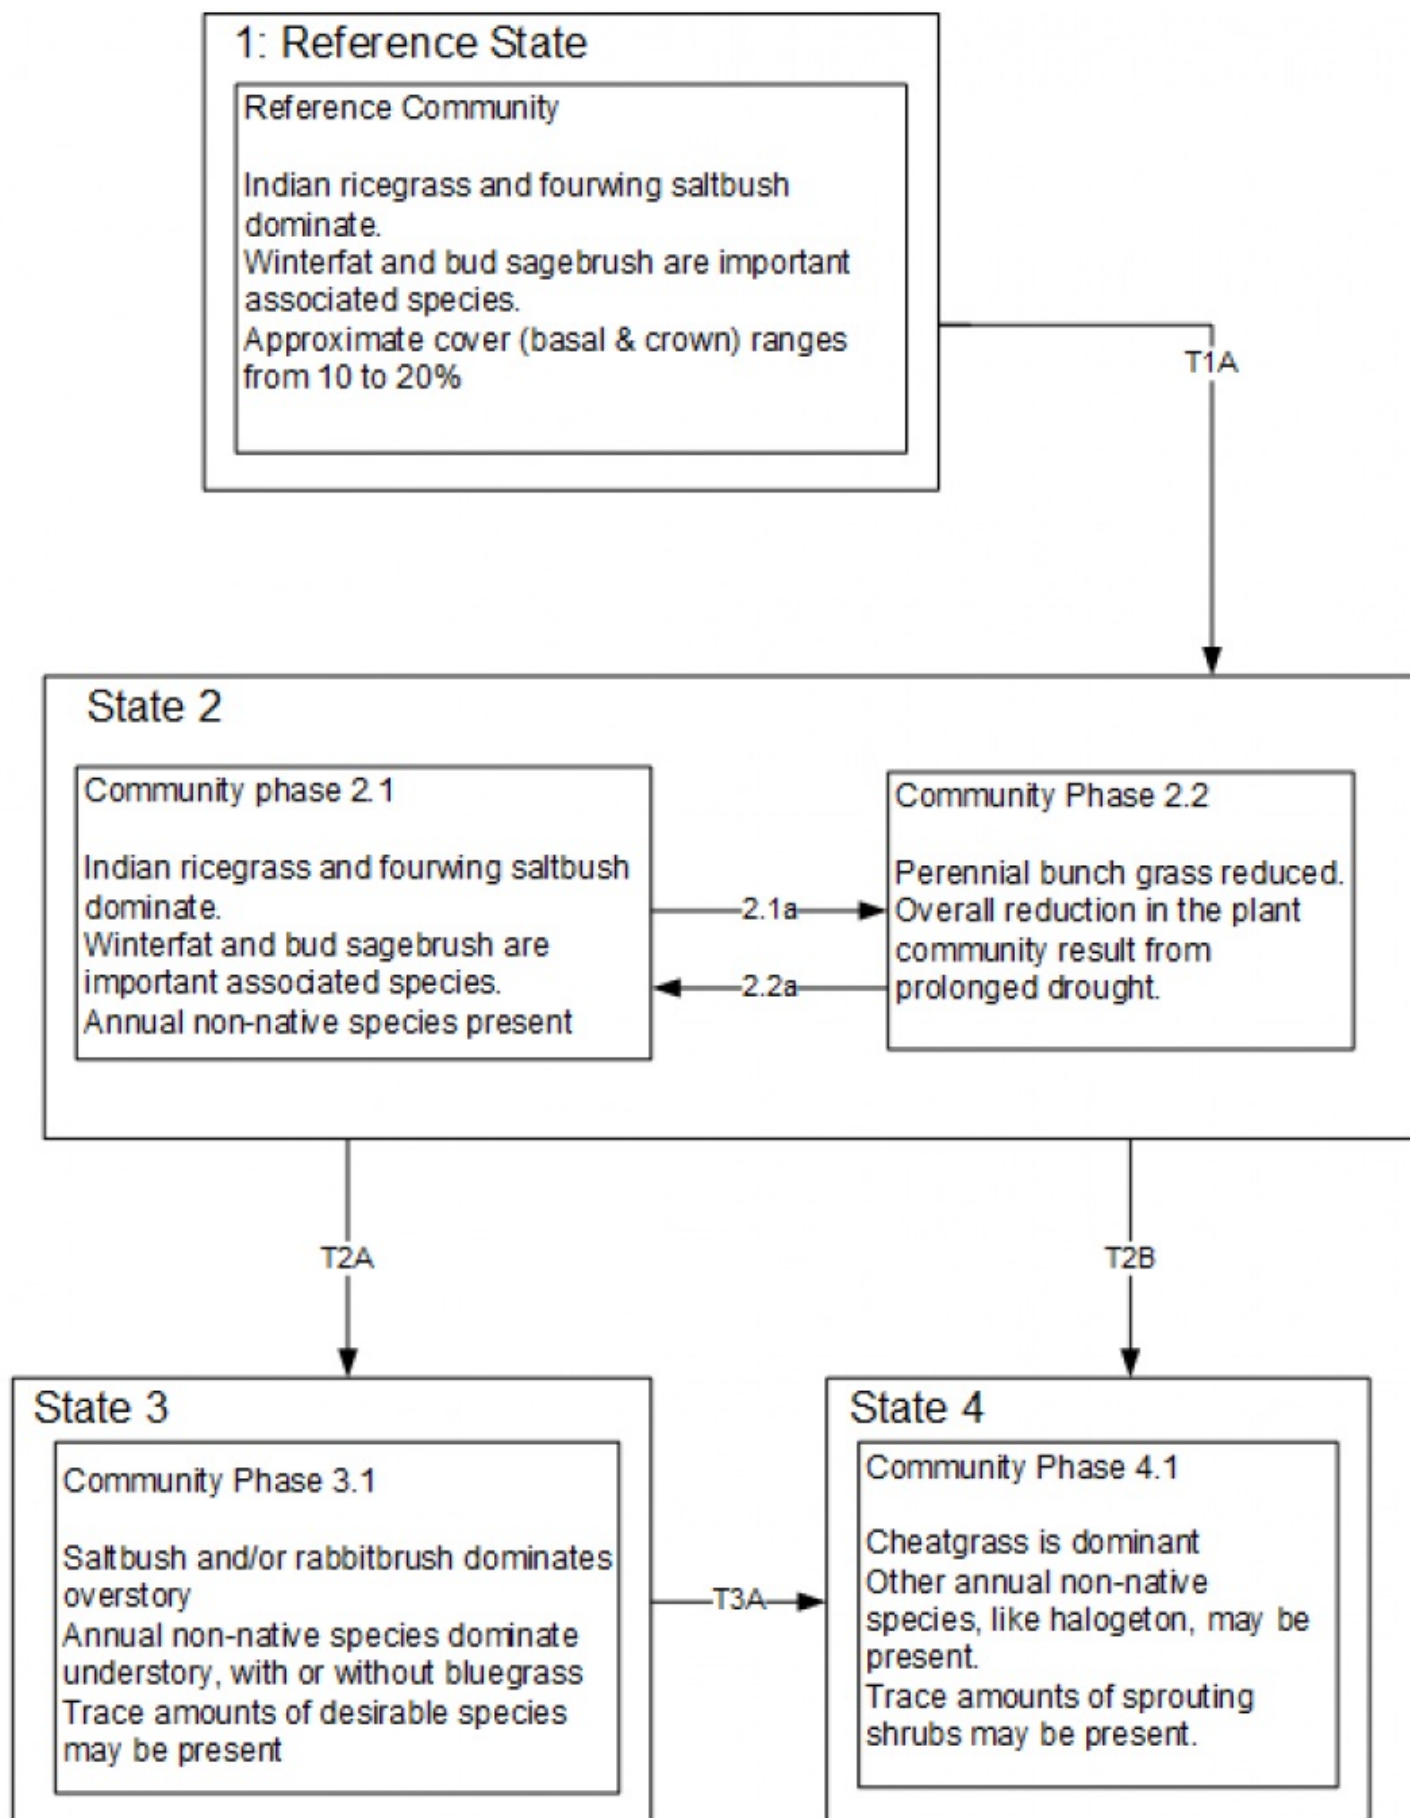 1: Reference State
Reference Community
Indian ricegrass and fourwing saltbush
dominate.
Winterfat and bud sagebrush are important
associated species.
Approximate cover (basal & crown) ranges
from 10 to 20%
T1A
State 2
Community phase 2.1
Indian ricegrass and fourwing saltbush
dominate.
Winterfat and bud sagebrush are
important associated species.
Annual non-native species present
2.1a
2.2a
Community Phase 2.2
Perennial bunch grass reduced.
Overall reduction in the plant
community result from
prolonged drought.
T2A
T2B
State 3
Community Phase 3.1
Saltbush and/or rabbitbrush dominates
overstory
Annual non-native species dominate
understory, with or without bluegrass
Trace amounts of desirable species
may be present
T3A
State 4
Community Phase 4.1
Cheatgrass is dominant
Other annual non-native
species, like halogeton, may be
present.
Trace amounts of sprouting
shrubs may be present.